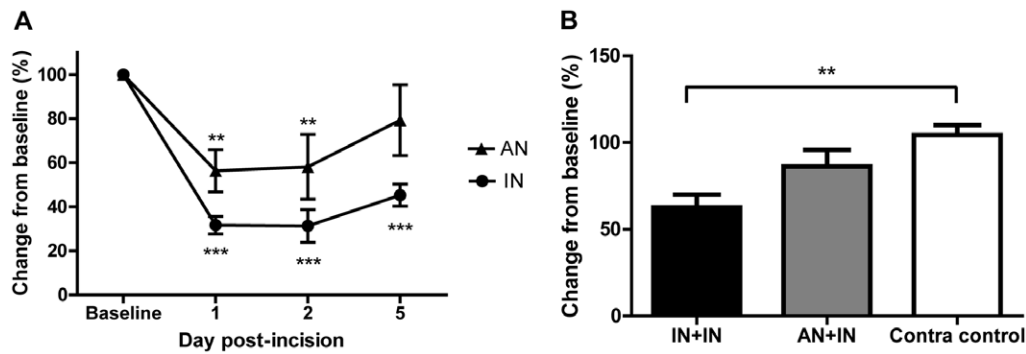 A
Change from baseline (%)
100
80
60
40
20
0
**
**
***
***
***
Baseline
1
2
5
Day post-incision
AN
IN
B
Change from baseline (%)
150
100
50
0
**
IN+IN
AN+IN
Contra control